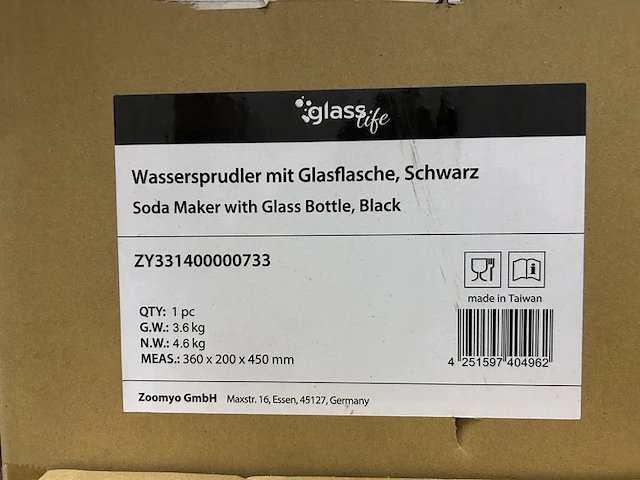 glass life
Wassersprudler mit Glasflasche, Schwarz
Soda Maker with Glass Bottle, Black
ZY331400000733
QTY: 1 pc
G.W.: 3.6 kg
N.W.: 4.6 kg
MEAS.: 360 x 200 x 450 mm
made in Taiwan
4 251597 404962
Zoomyo GmbH Maxstr. 16, Essen, 45127, Germany